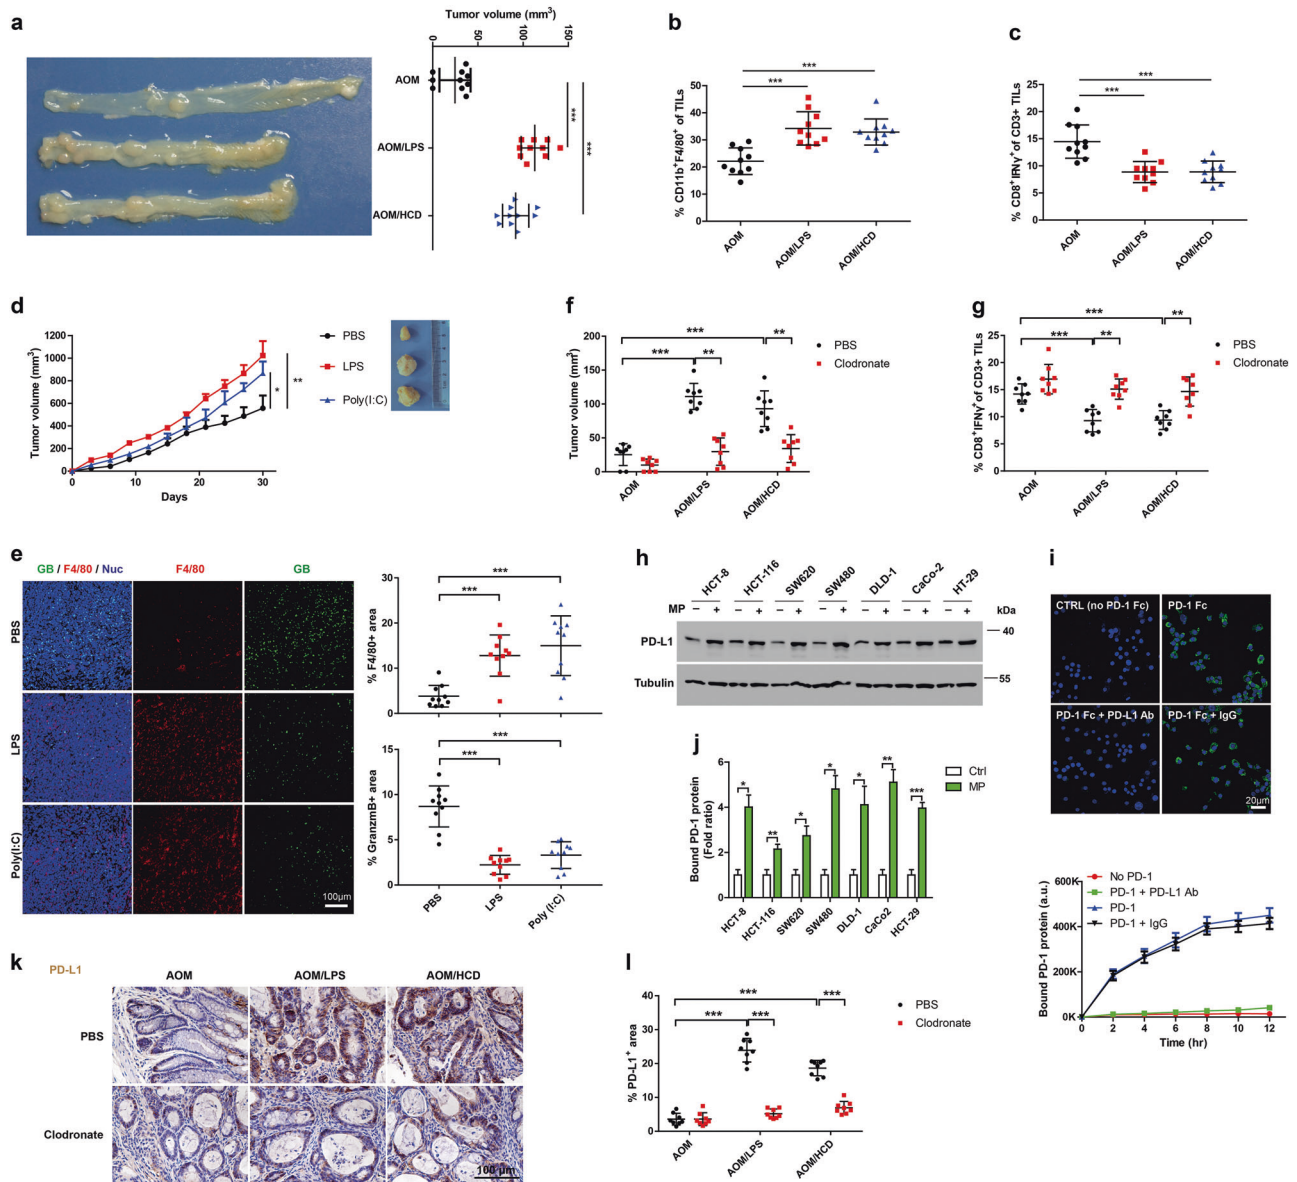 a
Tumor volume (mm3)
0
50
100
150
AOM
AOM/LPS
AOM/HCD
***
***
b
% CD11b+F4/80+ of TILs
50
40
30
20
10
0
***
***
AOM
AOM/LPS
AOM/HCD
c
% CD8+IFNγ+of CD3+ TILs
25
20
15
10
5
0
***
***
AOM
AOM/LPS
AOM/HCD
d
Tumor volume (mm3)
1200
1000
800
600
400
200
0
0 10 20 30
Days
PBS
LPS
Poly(I:C)
*
**
f
Tumor volume (mm3)
200
150
100
50
0
***
***
**
**
PBS
Clodronate
AOM
AOM/LPS
AOM/HCD
g
% CD8+IFNγ+of CD3+ TILs
25
20
15
10
5
0
***
***
**
**
PBS
Clodronate
AOM
AOM/LPS
AOM/HCD
e
GB / F4/80 / Nuc
F4/80
GB
PBS
LPS
Poly(I:C)
100μm
% F4/80+ area
30
20
10
0
***
***
% GranzmB+ area
15
10
5
0
***
***
PBS
LPS
Poly (I:C)
h
HCT-8
HCT-116
SW620
SW480
DLD-1
CaCo-2
HT-29
MP − + − + − + − + − + − + − + kDa
PD-L1
40
Tubulin
55
i
CTRL (no PD-1 Fc)
PD-1 Fc
PD-1 Fc + PD-L1 Ab
PD-1 Fc + IgG
20μm
No PD-1
PD-1 + PD-L1 Ab
PD-1
PD-1 + IgG
Bound PD-1 protein (a.u.)
600K
400K
200K
0K
0 2 4 6 8 10 12
Time (hr)
j
Bound PD-1 protein
(Fold ratio)
6
4
2
0
* ** * * * ** ***
Ctrl
MP
HCT-8
HCT-116
SW620
SW480
DLD-1
CaCo2
HCT-29
k
PD-L1
AOM
AOM/LPS
AOM/HCD
PBS
Clodronate
100 μm
l
% PD-L1+ area
40
30
20
10
0
***
***
***
***
PBS
Clodronate
AOM
AOM/LPS
AOM/HCD